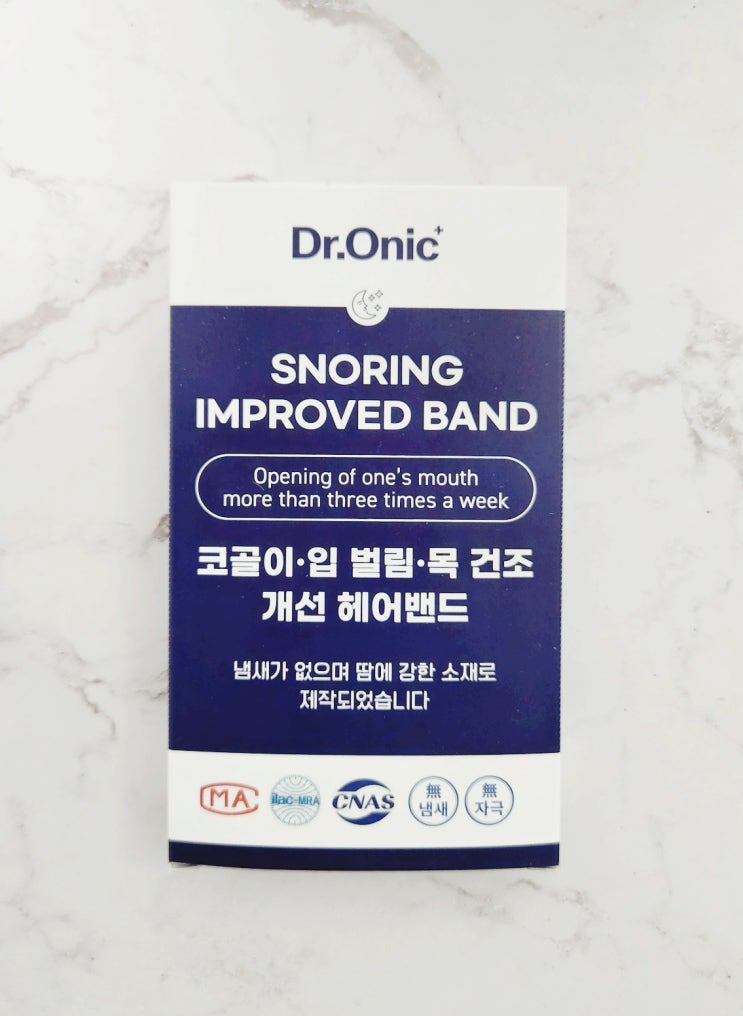 Dr.Onic+
SNORING
IMPROVED BAND
Opening of one's mouth
more than three times a week
코골이·입 벌림·목 건조
개선 헤어밴드
냄새가 없으며 땀에 강한 소재로
제작되었습니다
MA
ilac-MRA
CNAS
無
냄새
無
자극